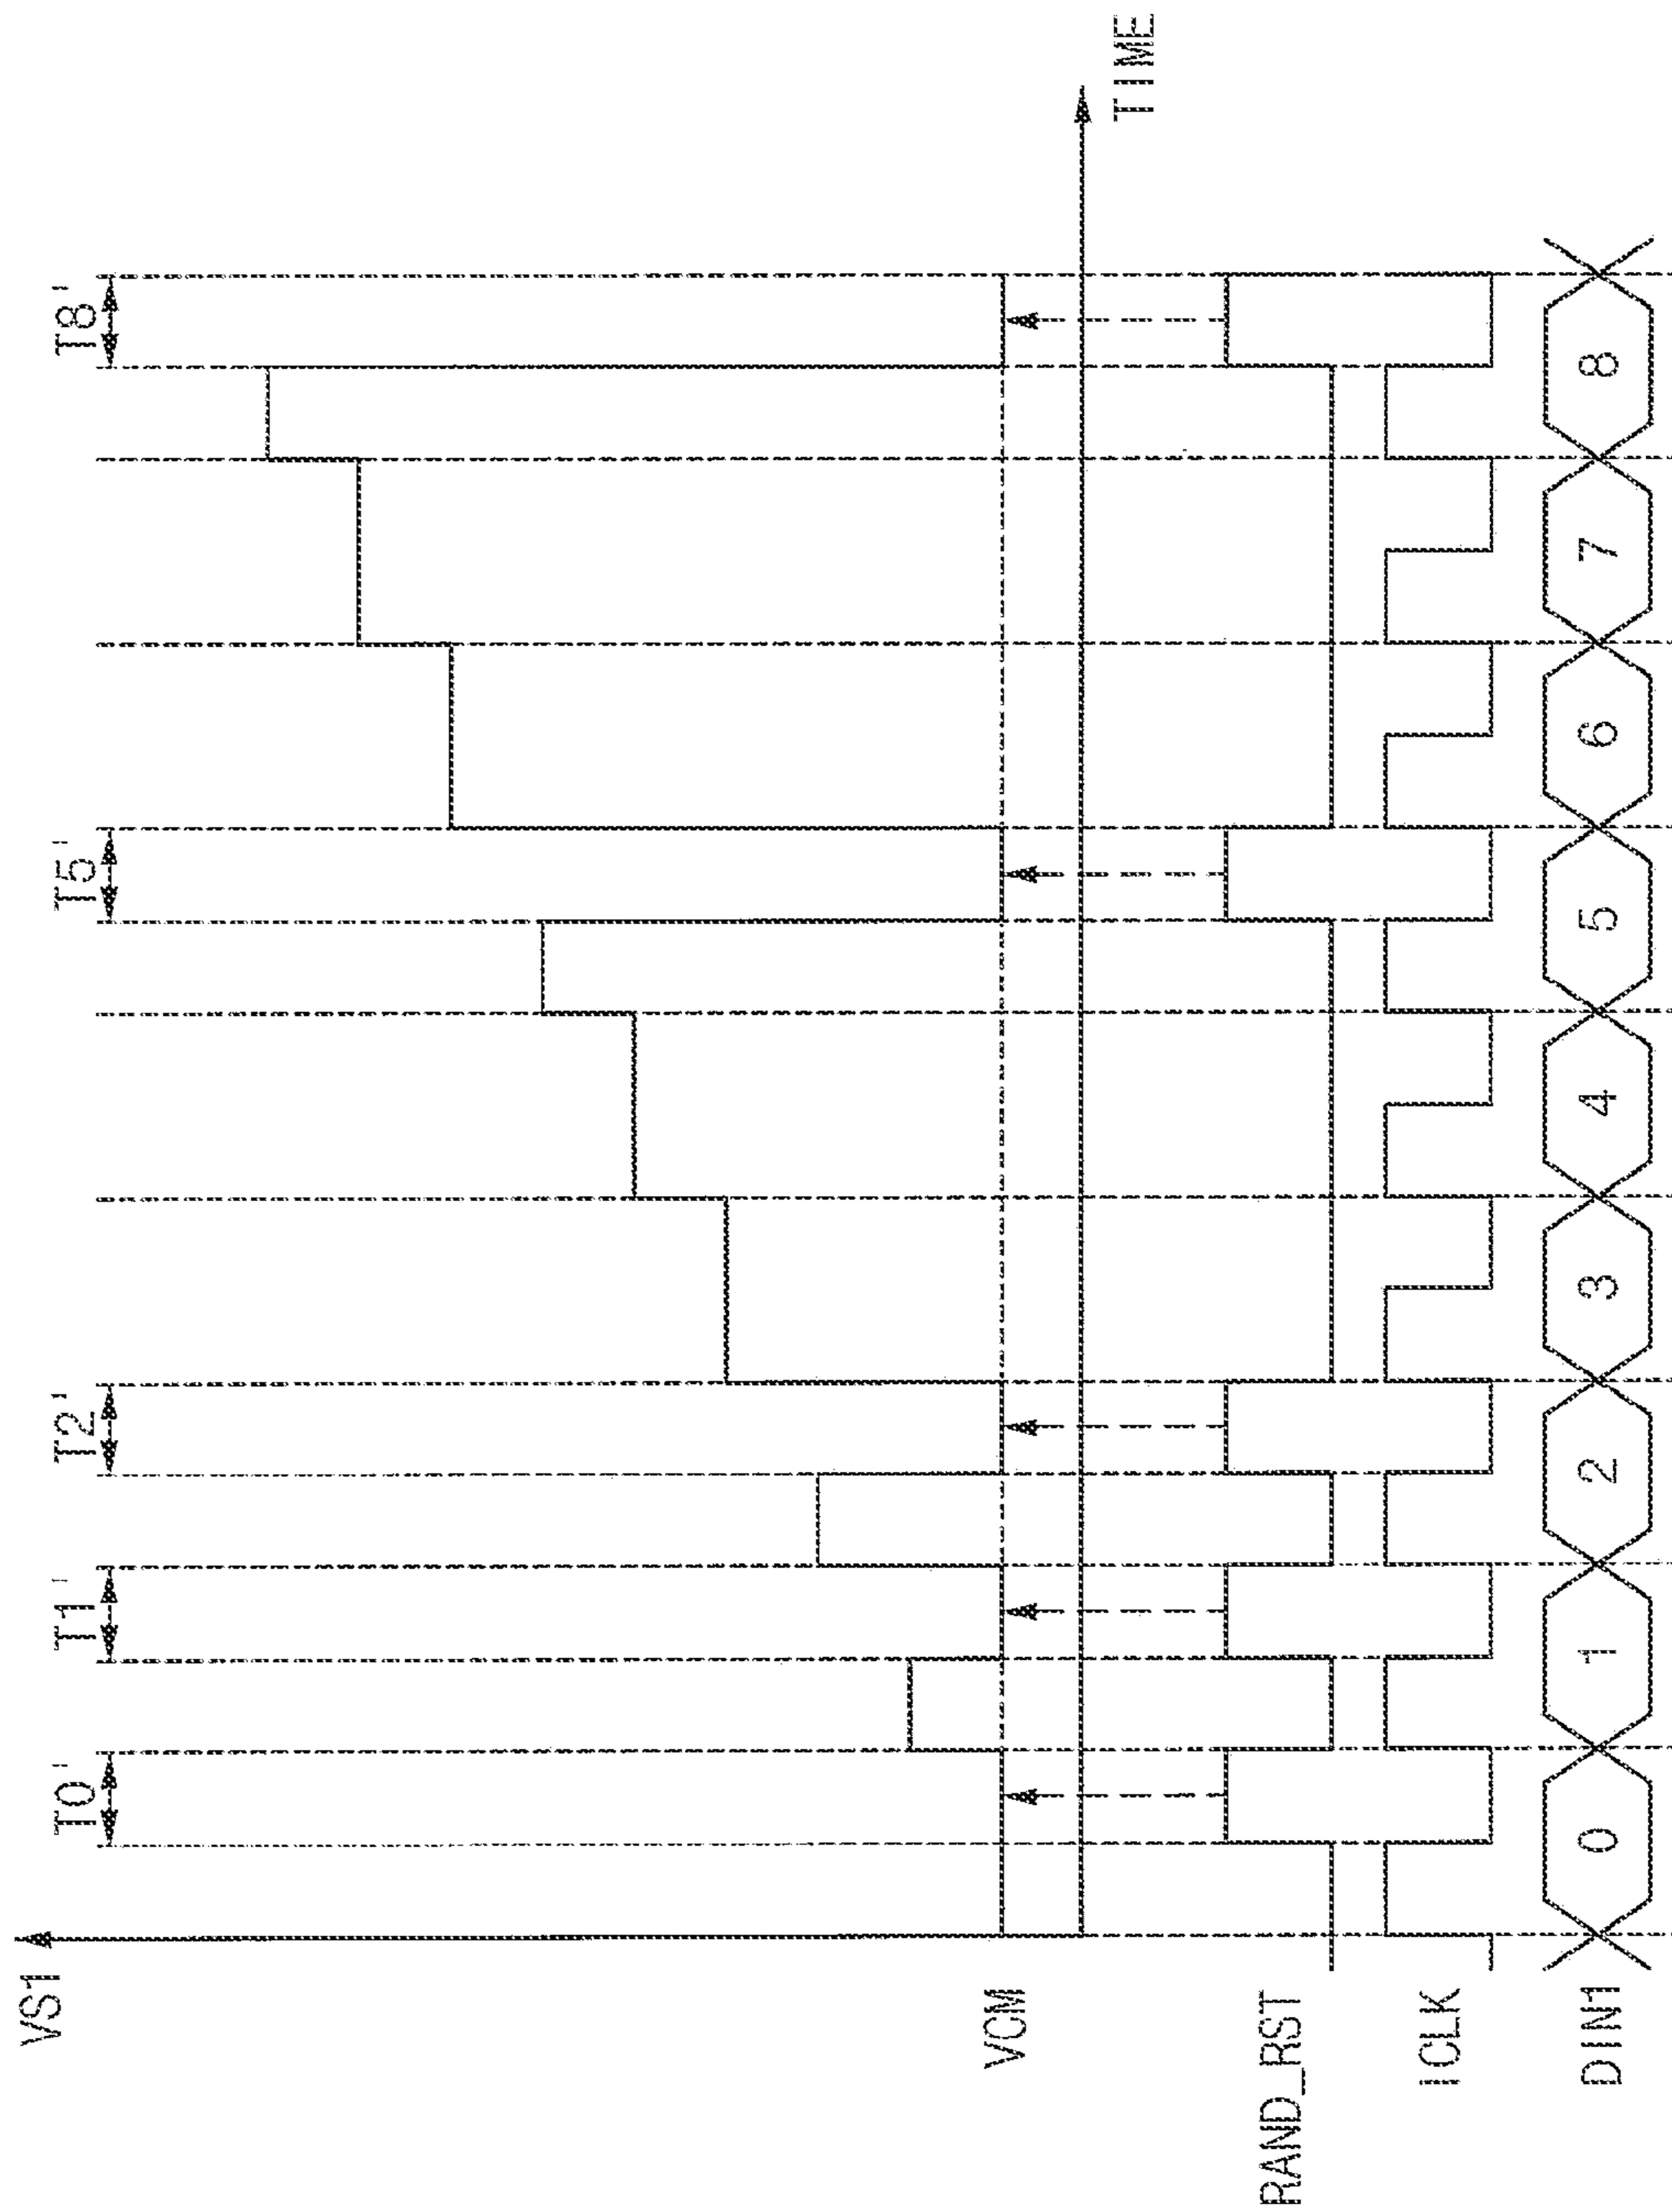 VS1
T0'
T1'
T2'
T5'
T8'
VCM
TIME
RAND_RST
ICLK
DIN1
0
1
2
3
4
5
6
7
8